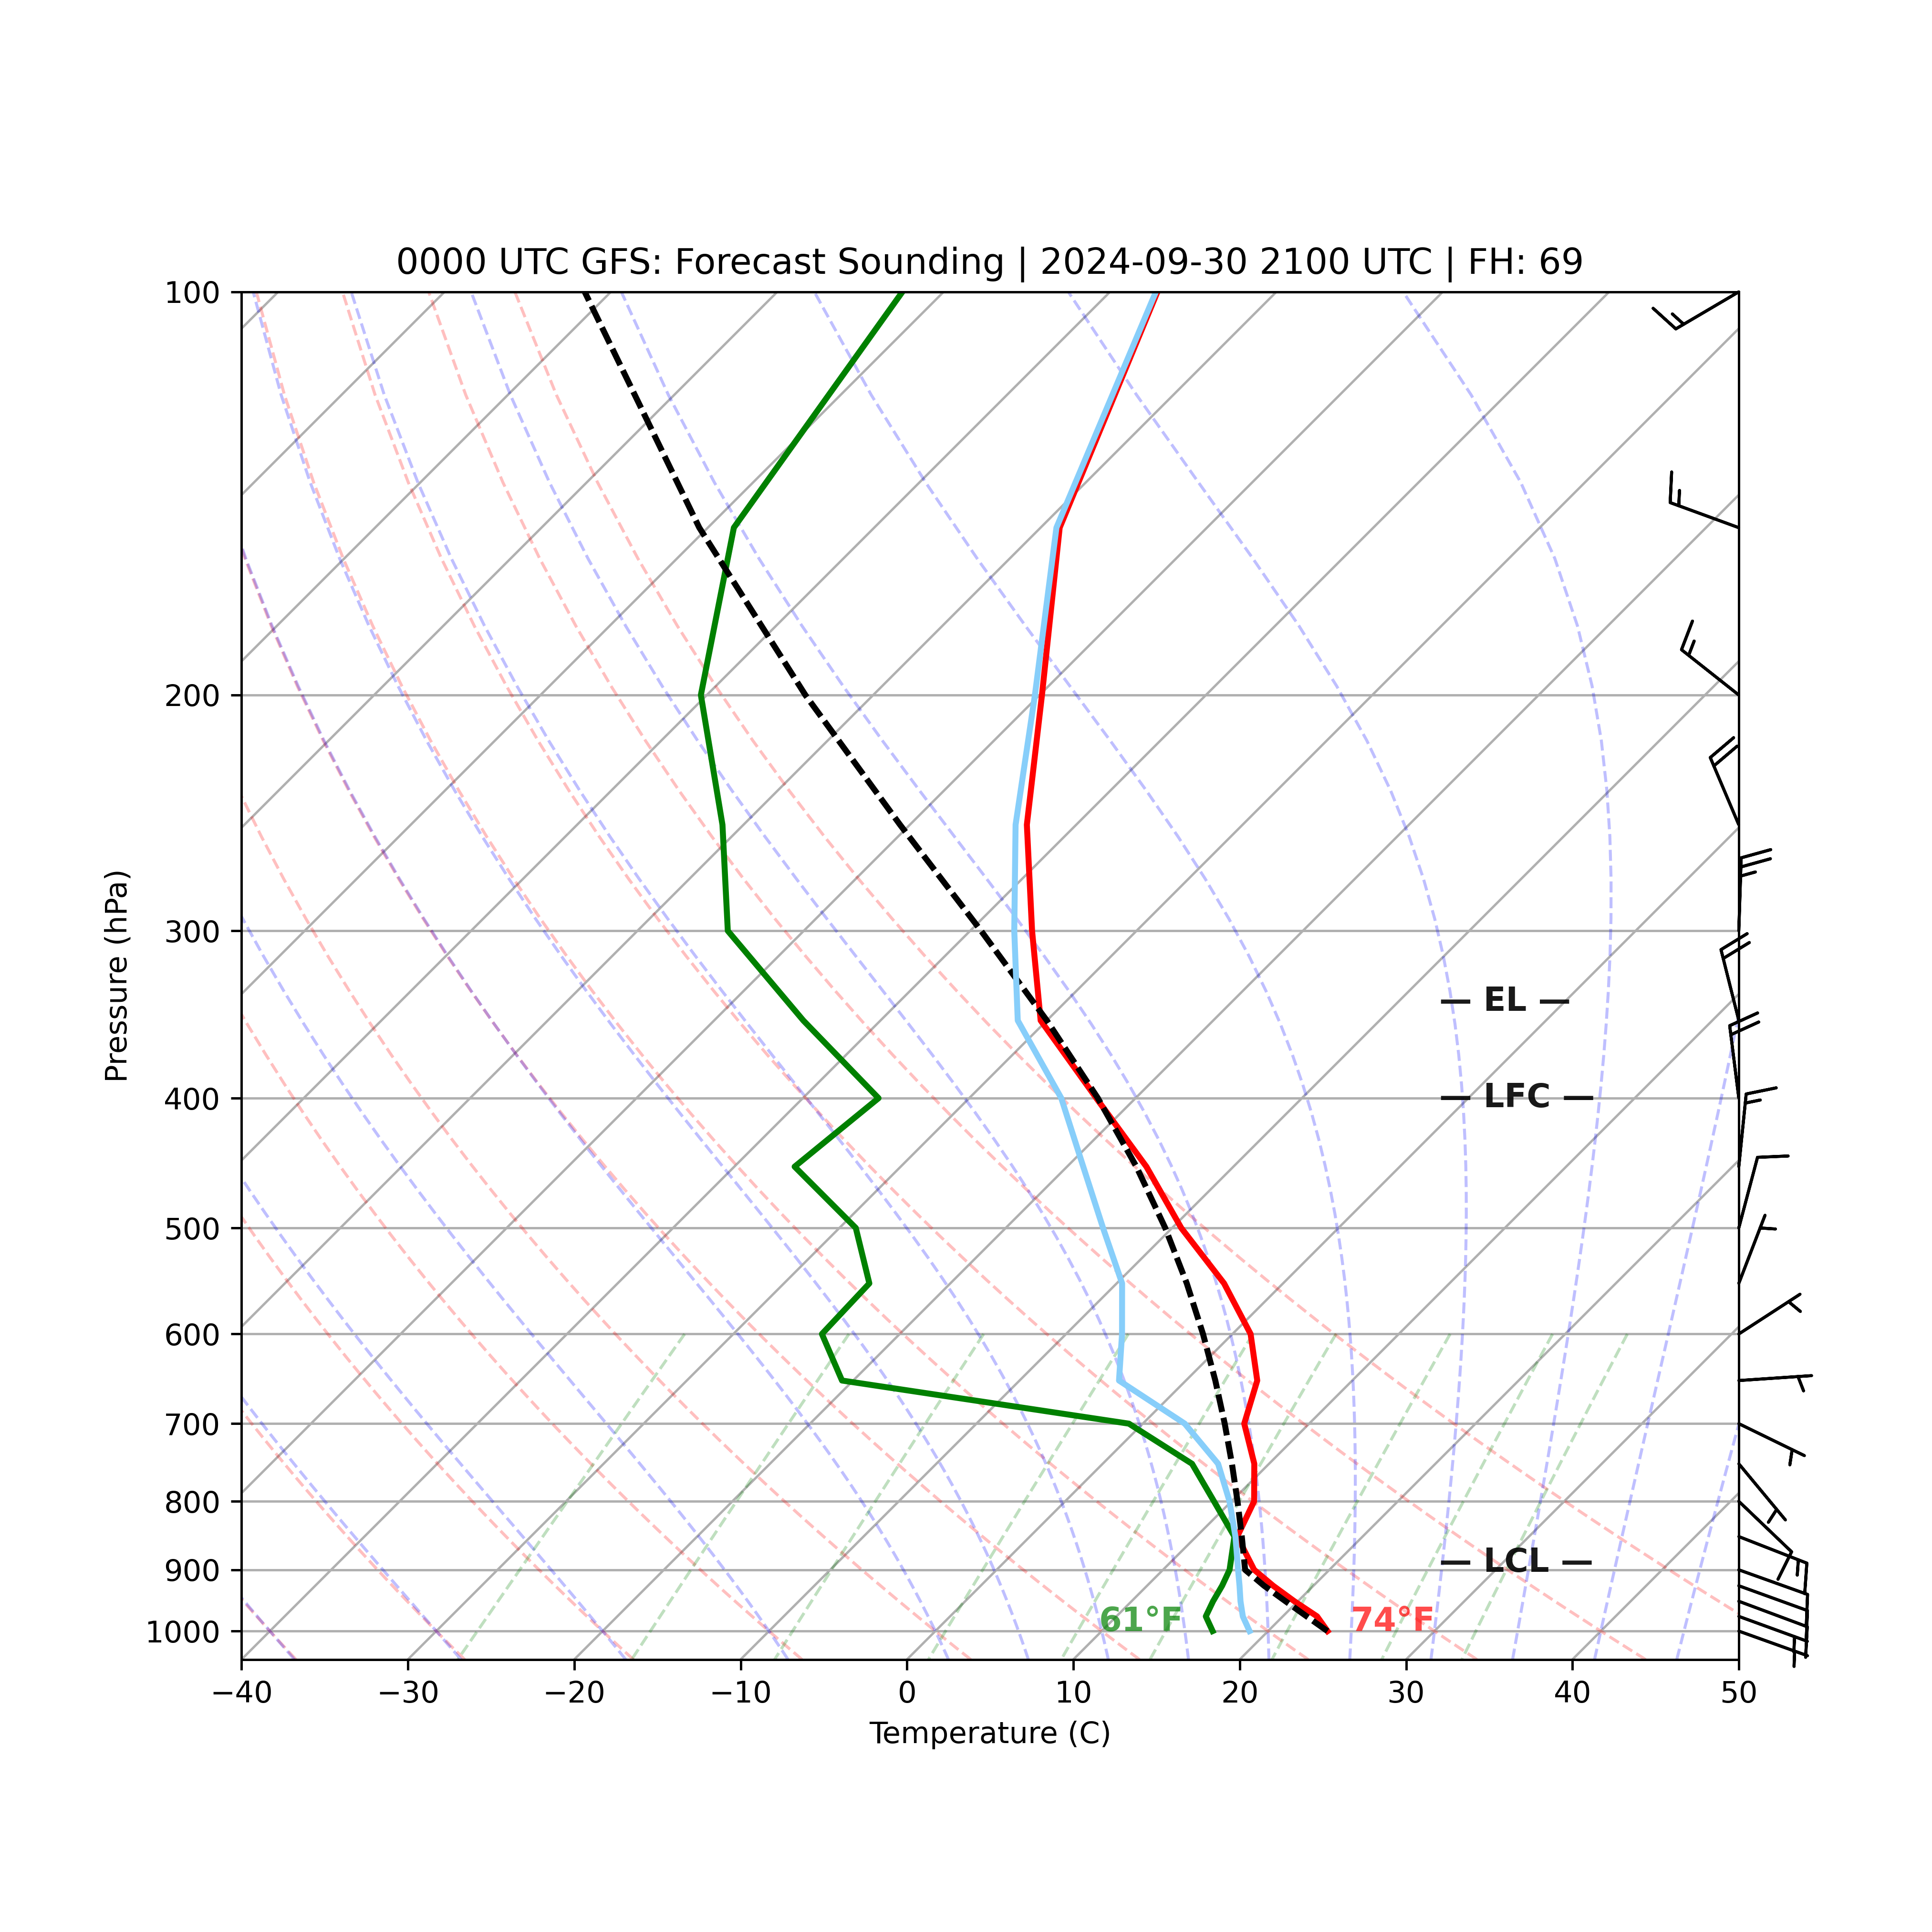 0000 UTC GFS: Forecast Sounding | 2024-09-30 2100 UTC | FH: 69
100
200
300
400
500
600
700
800
900
1000
Pressure (hPa)
— EL —
— LFC —
— LCL —
61°F
74°F
−40 −30 −20 −10 0 10 20 30 40 50
Temperature (C)